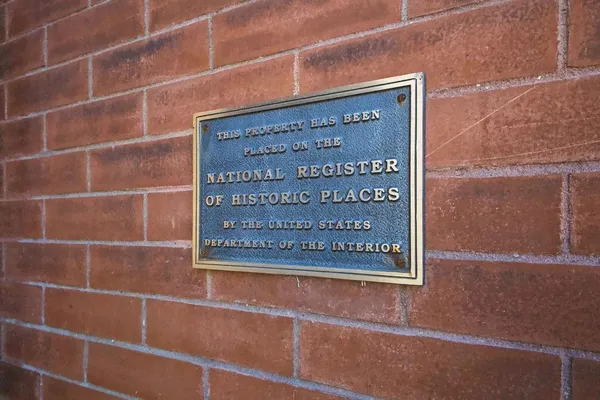 THIS PROPERTY HAS BEEN
PLACED ON THE
NATIONAL REGISTER
OF HISTORIC PLACES
BY THE UNITED STATES
DEPARTMENT OF THE INTERIOR